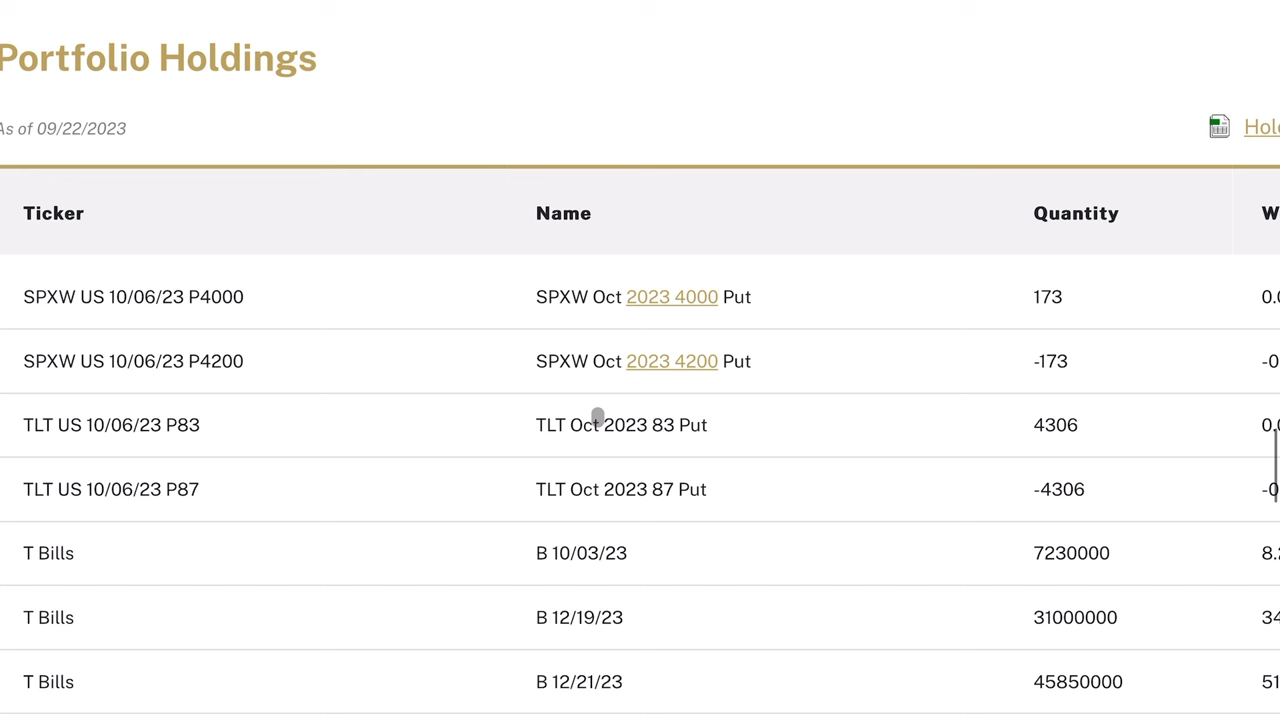 Portfolio Holdings
As of 09/22/2023
Ticker Name Quantity
SPXW US 10/06/23 P4000 SPXW Oct 2023 4000 Put 173
SPXW US 10/06/23 P4200 SPXW Oct 2023 4200 Put -173
TLT US 10/06/23 P83 TLT Oct 2023 83 Put 4306
TLT US 10/06/23 P87 TLT Oct 2023 87 Put -4306
T Bills B 10/03/23 7230000
T Bills B 12/19/23 31000000
T Bills B 12/21/23 45850000